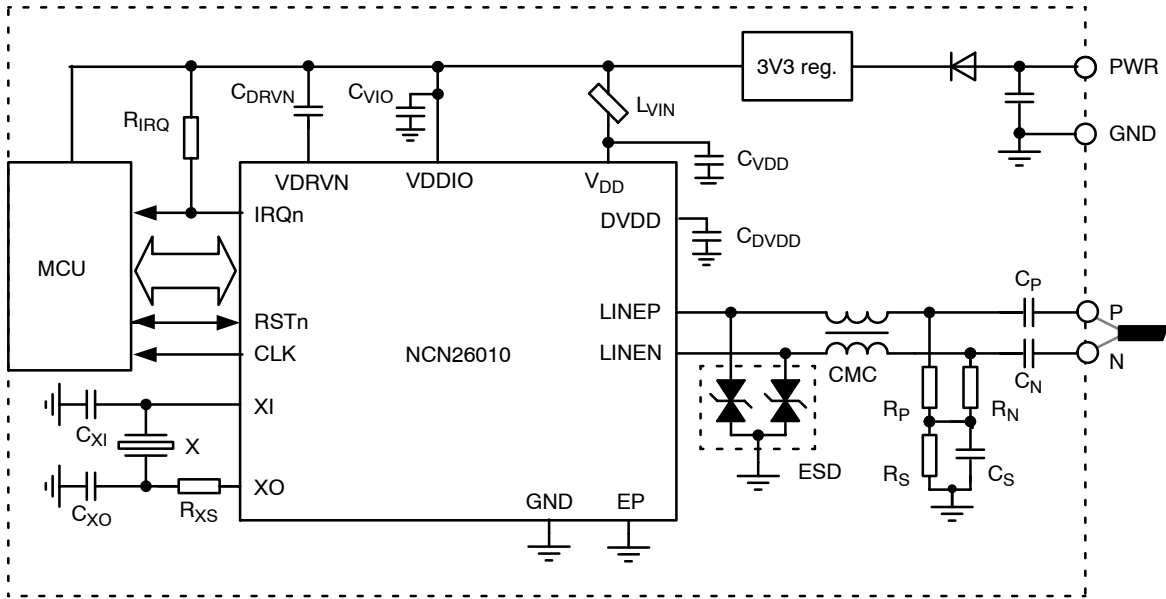 3V3 reg.
PWR
GND
CDRVN
CVIO
LVIN
RIRQ
CVDD
VDRVN
VDDIO
VDD
IRQn
DVDD
CDVDD
MCU
CP
LINEP
P
RSTn
NCN26010
LINEN
N
CLK
CMC
CN
XI
RP
RN
CXI
X
ESD
RS
CS
XO
CXO
RXS
GND
EP